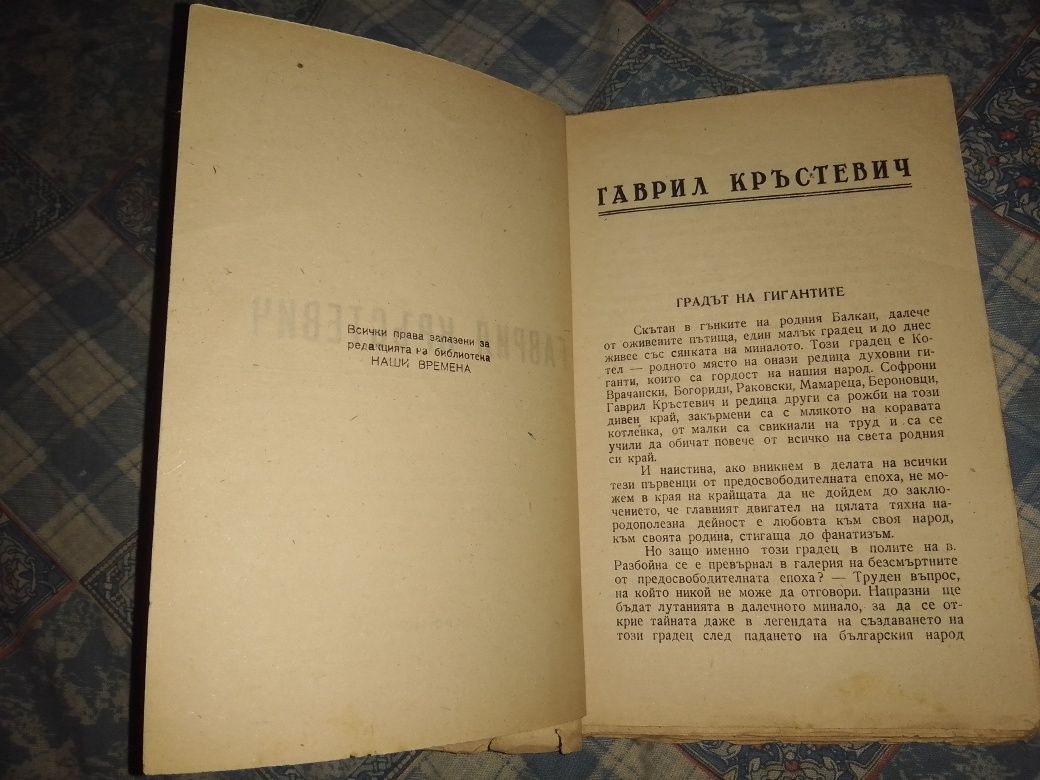 Всички права запазени за
редакцията на библиотека
НАШИ ВРЕМЕНА
ГАВРИЛ КРЪСТЕВИЧ
ГРАДЪТ НА ГИГАНТИТЕ
Скътан в гънките на родния Балкан, далече
от оживените пътища, един малък градец и до днес
живее със сянката на миналото. Този градец е Ко-
тел — родното място на онази редица духовни ги-
ганти, които са гордост на нашия народ. Софрони
Врачански, Богориди, Раковски, Мамареца, Бероновци,
Гаврил Кръстевич и редица други са рожби на този
дивен край, закърмени са с млякото на коравата
котленка, от малки са свикнали на труд и са се
учили да обичат повече от всичко на света родния
си край.
И наистина, ако вникнем в делата на всички
тези първенци от предосвободителната епоха, не мо-
жем в края на крайщата да не дойдем до заклю-
чението, че главният двигател на цялата тяхна на-
родополезна дейност е любовта към своя народ,
към своята родина, стигаща до фанатизъм.
Но защо именно този градец в полите на в.
Разбойна се е превърнал в галерия на безсмъртните
от предосвободителната епоха? — Труден въпрос,
на който никой не може да отговори. Напразни ще
бъдат лутанията в далечното минало, за да се от-
крие тайната даже в легендата на създаването на
този градец след падането на българския народ